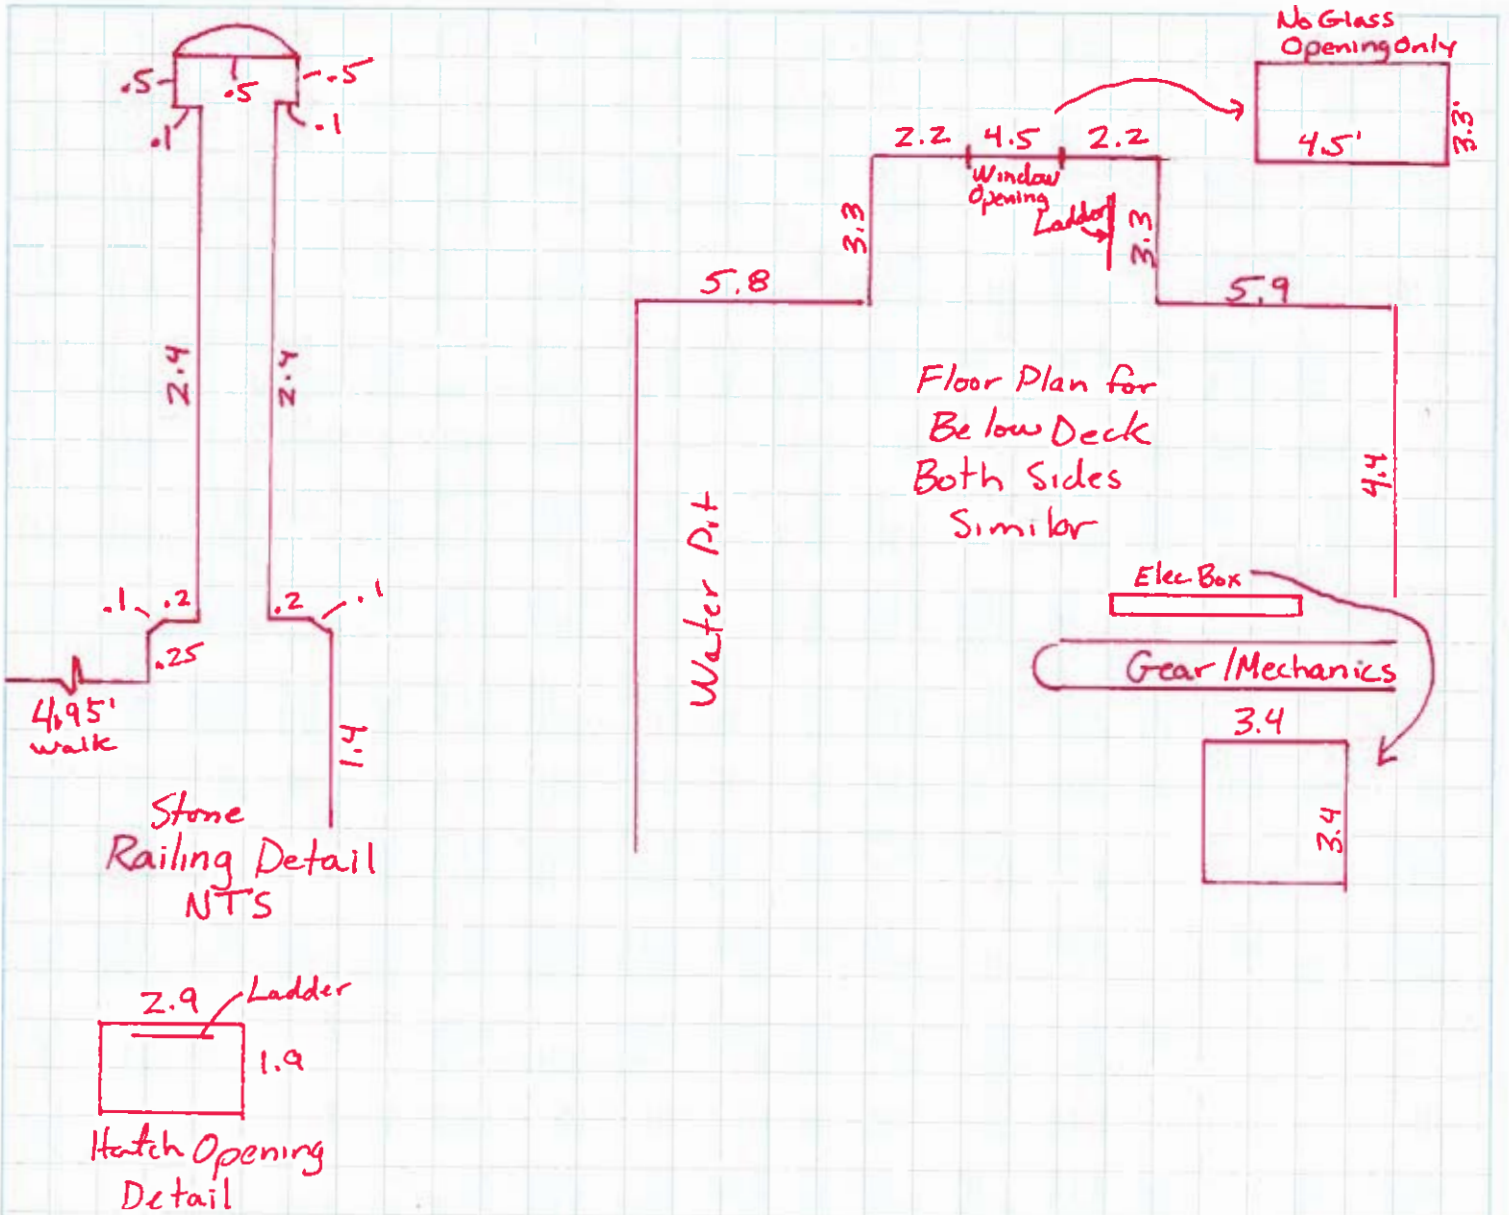 .5
.5
.5
.1
.1
2.4
2.4
.1
.2
.2
.1
.25
4.95'
walk
1.4
Stone
Railing Detail
NTS
2.9
Ladder
1.9
Hatch Opening
Detail
No Glass
Opening Only
4.5'
3.3'
2.2
4.5
2.2
Window
Opening
Ladder
3.3
3.3
5.8
5.9
Floor Plan for
Below Deck
Both Sides
Similar
4.4
Water Pit
Elec Box
Gear/Mechanics
3.4
3.4